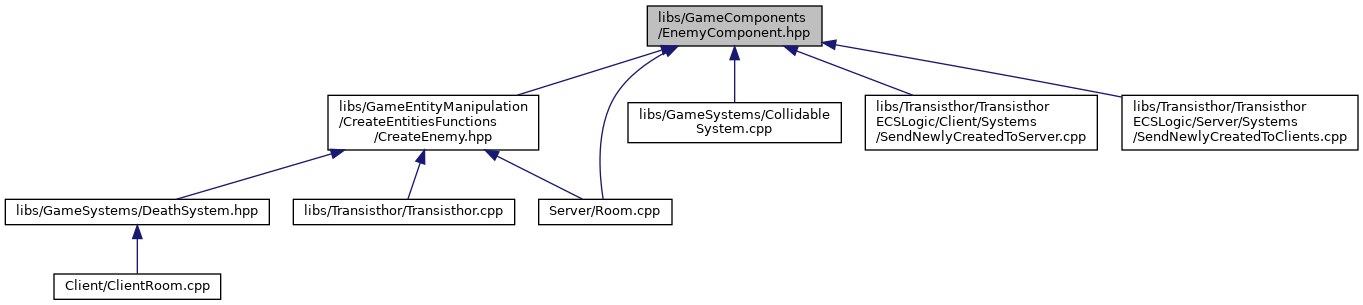 libs/GameComponents
/EnemyComponent.hpp
libs/GameEntityManipulation
/CreateEntitiesFunctions
/CreateEnemy.hpp
libs/GameSystems/Collidable
System.cpp
libs/Transisthor/Transisthor
ECSLogic/Client/Systems
/SendNewlyCreatedToServer.cpp
libs/Transisthor/Transisthor
ECSLogic/Server/Systems
/SendNewlyCreatedToClients.cpp
libs/GameSystems/DeathSystem.hpp
libs/Transisthor/Transisthor.cpp
Server/Room.cpp
Client/ClientRoom.cpp